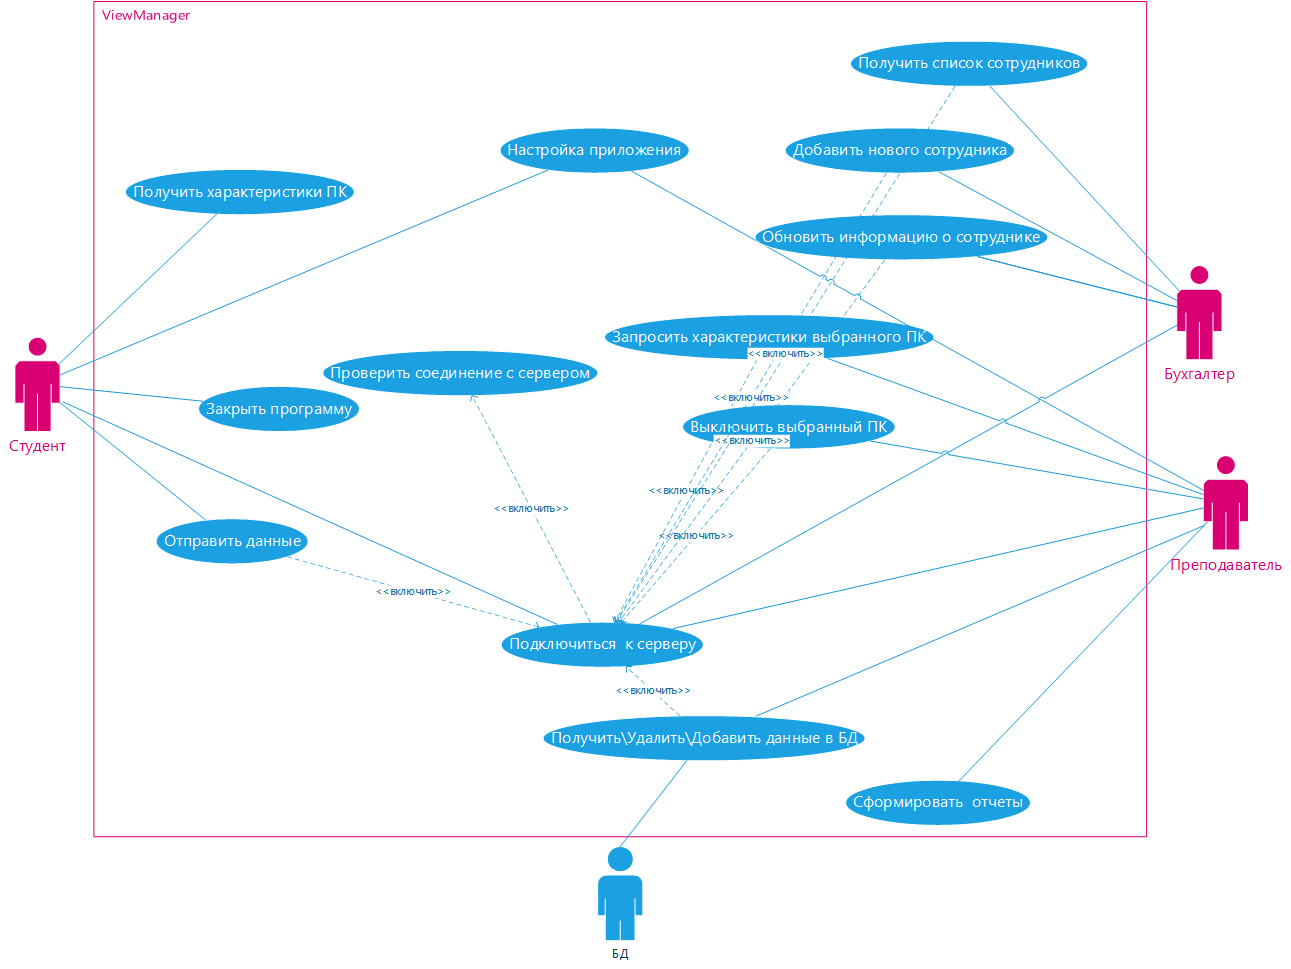 ViewManager
Получить список сотрудников
Настройка приложения
Добавить нового сотрудника
Получить характеристики ПК
Обновить информацию о сотруднике
Запросить характеристики выбранного ПК
<<включить>>
Бухгалтер
Проверить соединение с сервером
<<включить>>
Закрыть программу
Выключить выбранный ПК
<<включить>>
Студент
<<включить>>
<<включить>>
<<включить>>
Отправить данные
Преподаватель
<<включить>>
Подключиться  к серверу
<<включить>>
Получить\Удалить\Добавить данные в БД
Сформировать  отчеты
БД